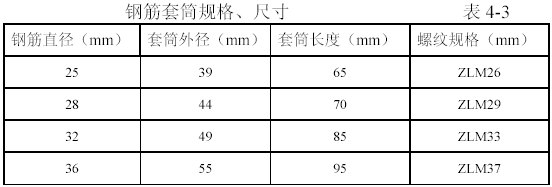 钢筋套筒规格、尺寸 表 4-3
钢筋直径（mm） 套筒外径（mm） 套筒长度（mm） 螺纹规格（mm）
25 39 65 ZLM26
28 44 70 ZLM29
32 49 85 ZLM33
36 55 95 ZLM37